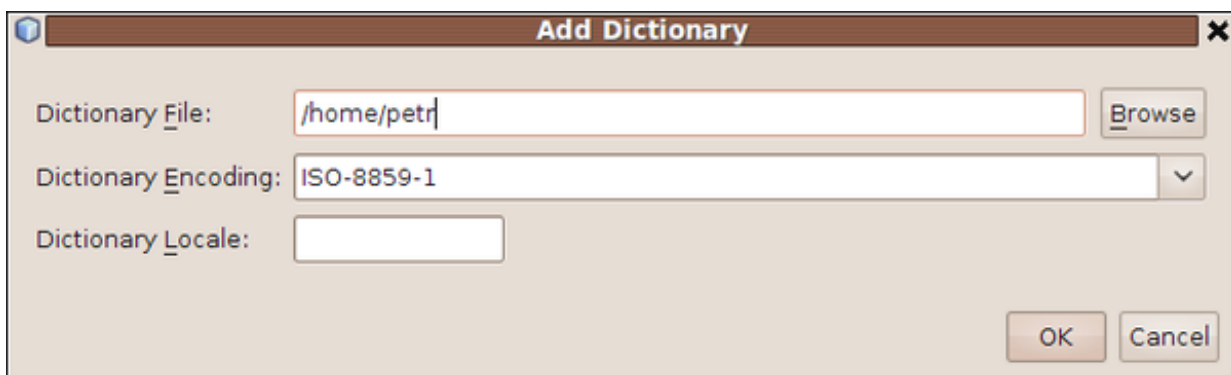 Add Dictionary
Dictionary File: /home/petr Browse
Dictionary Encoding: ISO-8859-1
Dictionary Locale:
OK Cancel